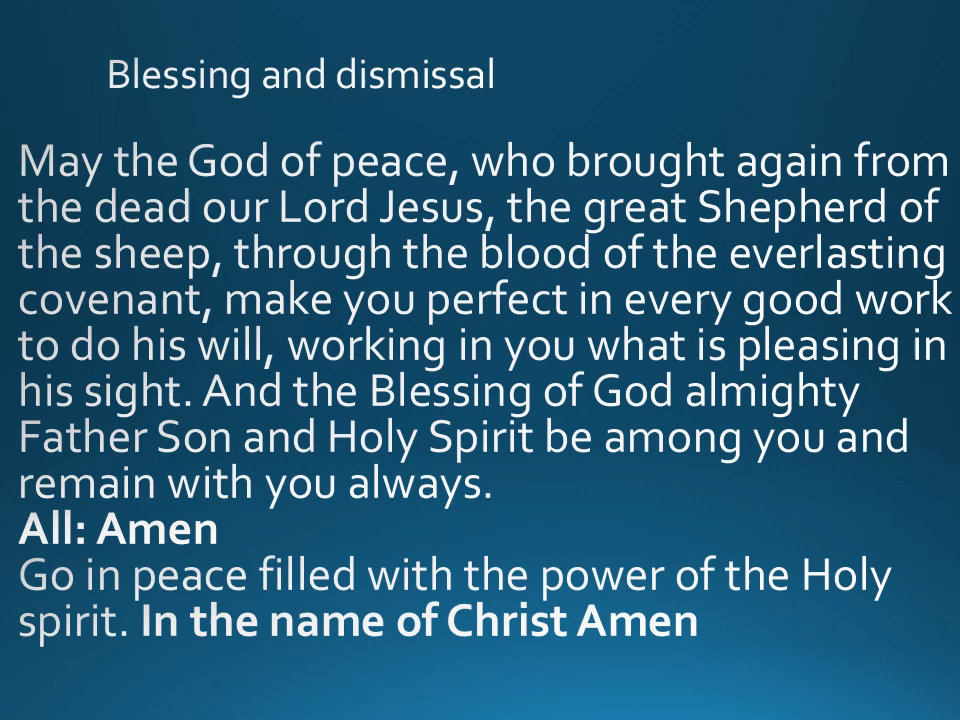 Blessing and dismissal
May the God of peace, who brought again from
the dead our Lord Jesus, the great Shepherd of
the sheep, through the blood of the everlasting
covenant, make you perfect in every good work
to do his will, working in you what is pleasing in
his sight. And the Blessing of God almighty
Father Son and Holy Spirit be among you and
remain with you always.
All: Amen
Go in peace filled with the power of the Holy
spirit. In the name of Christ Amen